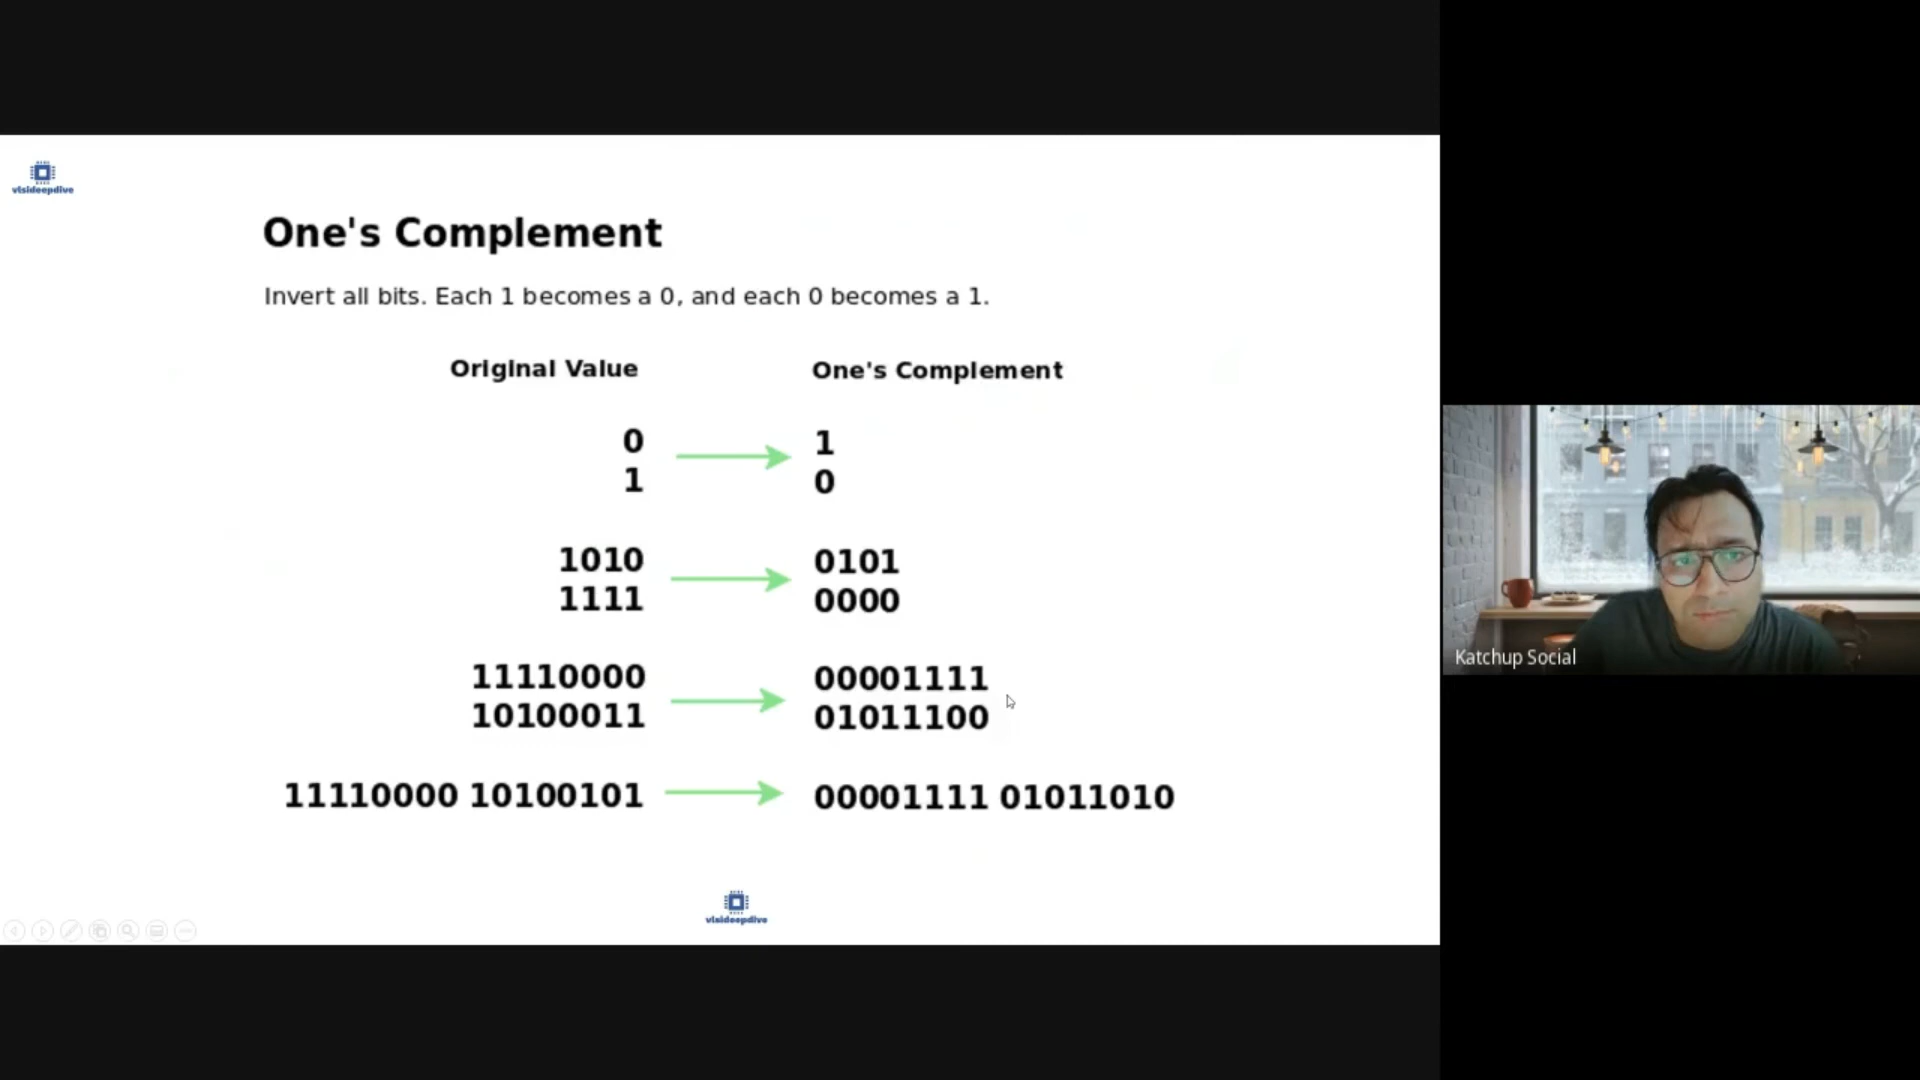 vlsideepdive
One's Complement
Invert all bits. Each 1 becomes a 0, and each 0 becomes a 1.
Original Value One's Complement
0 1
1 0
1010 0101
1111 0000
11110000 00001111
10100011 01011100
11110000 10100101 00001111 01011010
vlsideepdive
Katchup Social